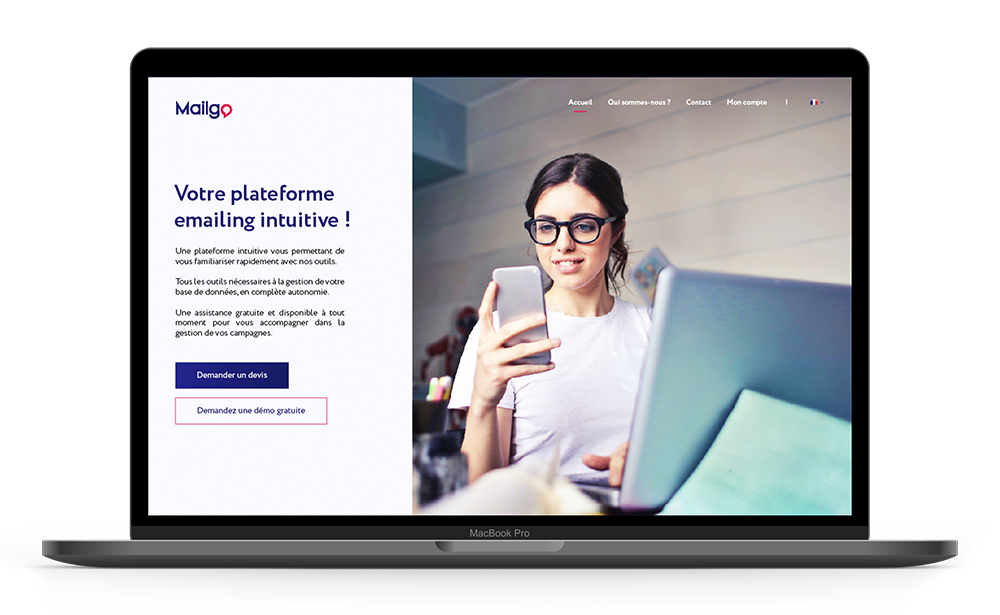 Mailgo
Accueil Qui sommes-nous ? Contact Mon compte |
Votre plateforme
emailing intuitive !
Une plateforme intuitive vous permettant de
vous familiariser rapidement avec nos outils.
Tous les outils nécessaires à la gestion de votre
base de données, en complète autonomie.
Une assistance gratuite et disponible à tout
moment pour vous accompagner dans la
gestion de vos campagnes.
Demander un devis
Demandez une démo gratuite
MacBook Pro